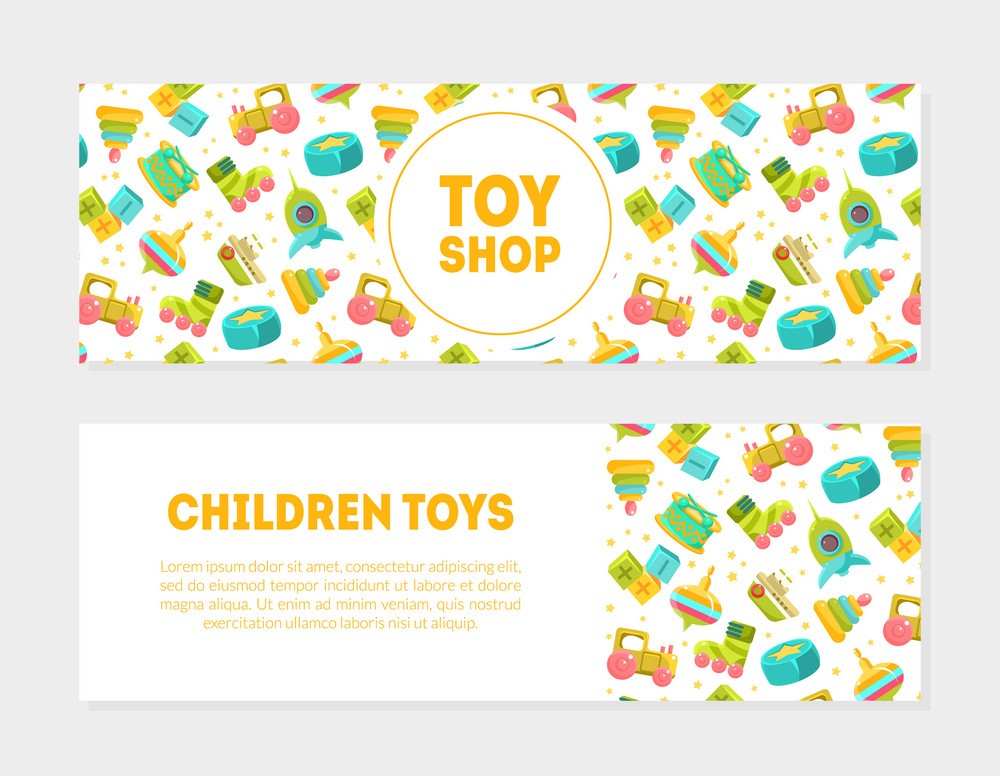 TOY
SHOP
CHILDREN TOYS
Lorem ipsum dolor sit amet, consectetur adipiscing elit,
sed do eiusmod tempor incididunt ut labore et dolore
magna aliqua. Ut enim ad minim veniam, quis nostrud
exercitation ullamco laboris nisi ut aliquip.